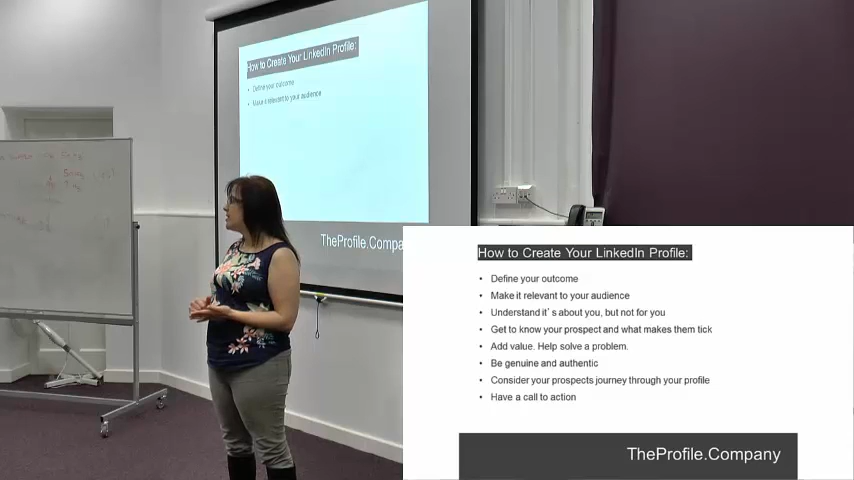 How to Create Your LinkedIn Profile:
• Define your outcome
• Make it relevant to your audience
TheProfile.Compa
How to Create Your LinkedIn Profile:
• Define your outcome
• Make it relevant to your audience
• Understand it's about you, but not for you
• Get to know your prospect and what makes them tick
• Add value. Help solve a problem.
• Be genuine and authentic
• Consider your prospects journey through your profile
• Have a call to action
TheProfile.Company